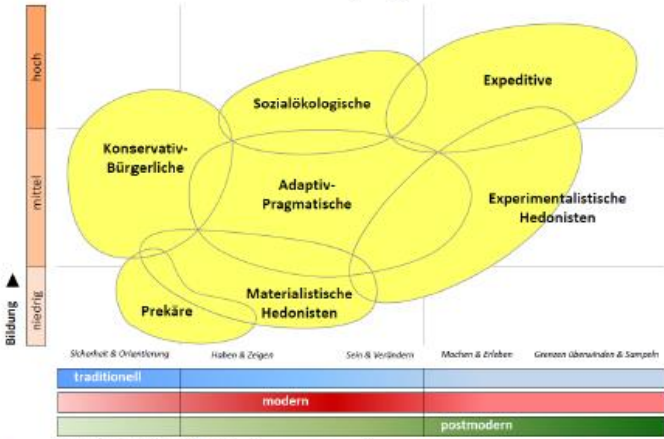 hoch
Expeditive
Sozialökologische
Konservativ-
Bürgerliche
mittel
Adaptiv-
Pragmatische
Experimentalistische
Hedonisten
Bildung
niedrig
Prekäre
Materialistische
Hedonisten
Sicherheit & Orientierung
Haben & Zeigen
Sein & Verändern
Machen & Erleben
Grenzen überwinden & Sampeln
traditionell
modern
postmodern